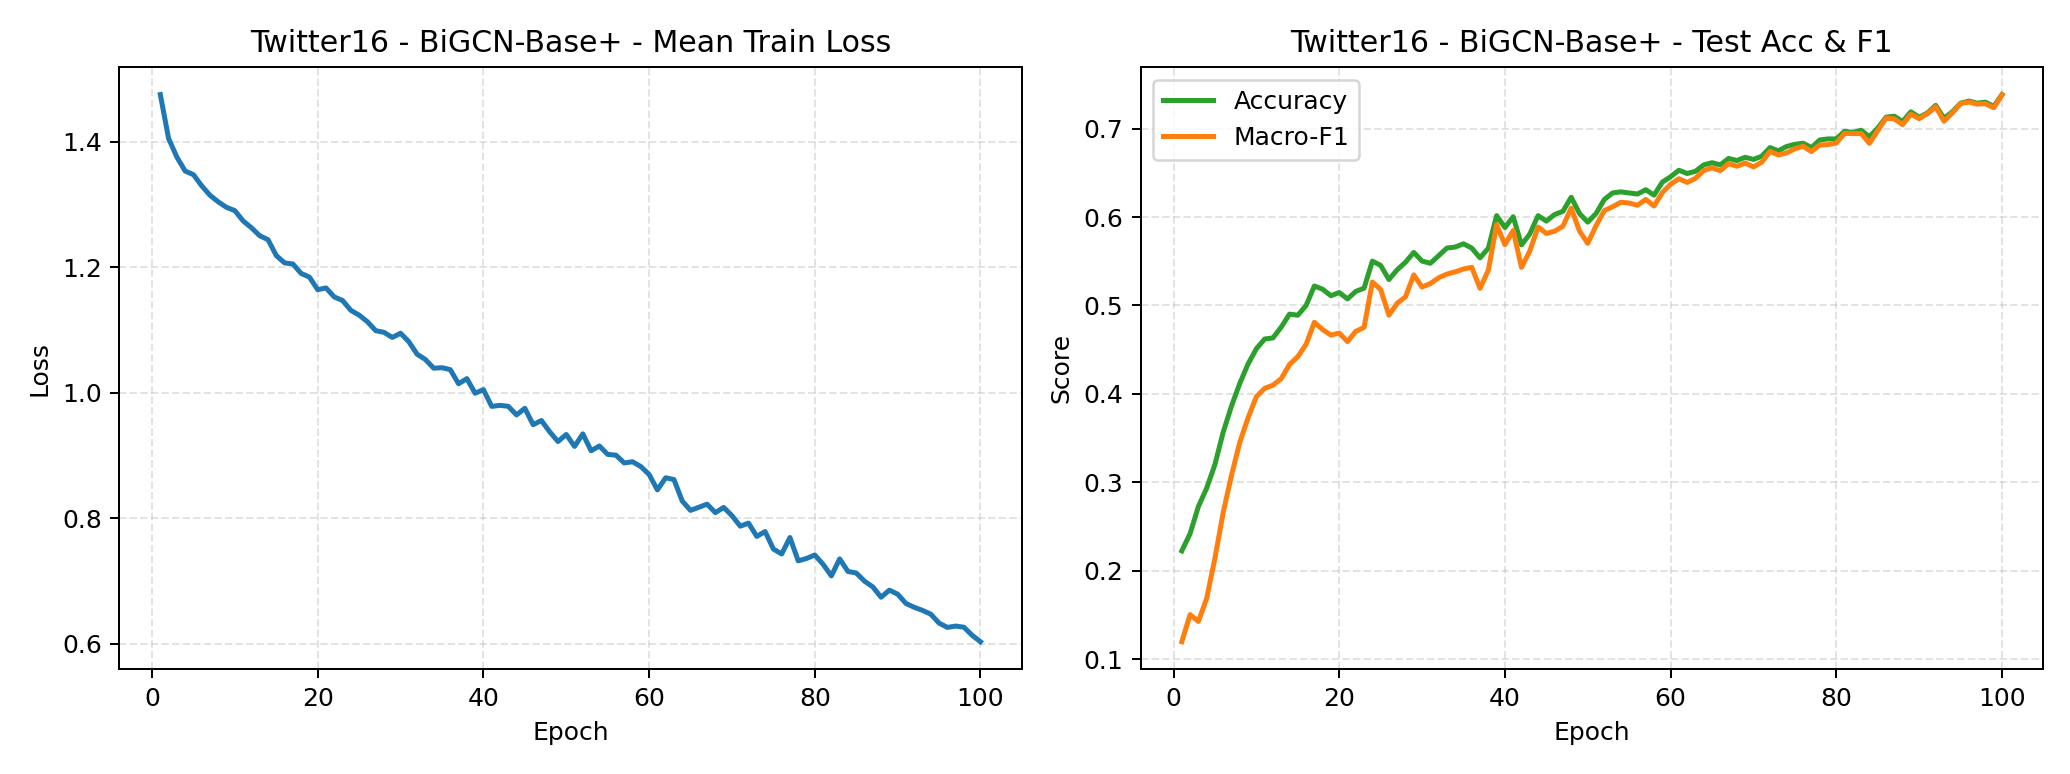 Twitter16 - BiGCN-Base+ - Mean Train Loss
1.4
1.2
1.0
0.8
0.6
Loss
0 20 40 60 80 100
Epoch
Twitter16 - BiGCN-Base+ - Test Acc & F1
Accuracy
Macro-F1
0.7
0.6
0.5
0.4
0.3
0.2
0.1
Score
0 20 40 60 80 100
Epoch